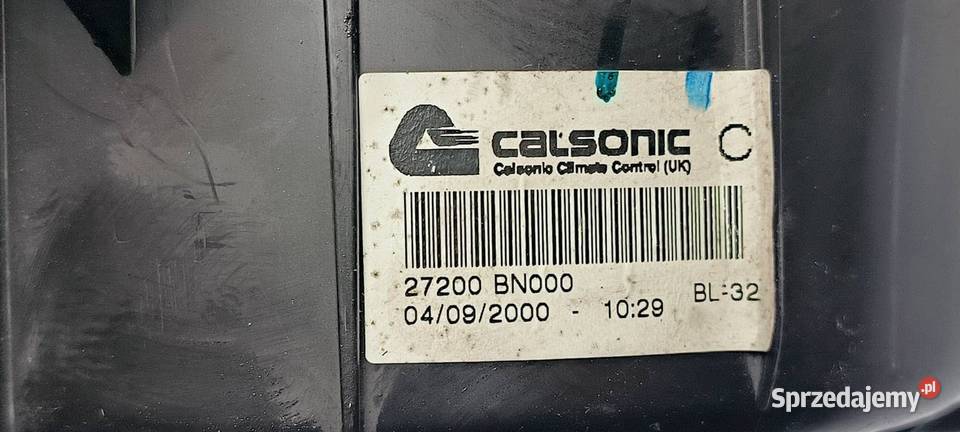 CALSONIC C
Calsonic Climate Control (UK)
27200 BN000
04/09/2000 - 10:29 BL-32
Sprzedajemy.pl